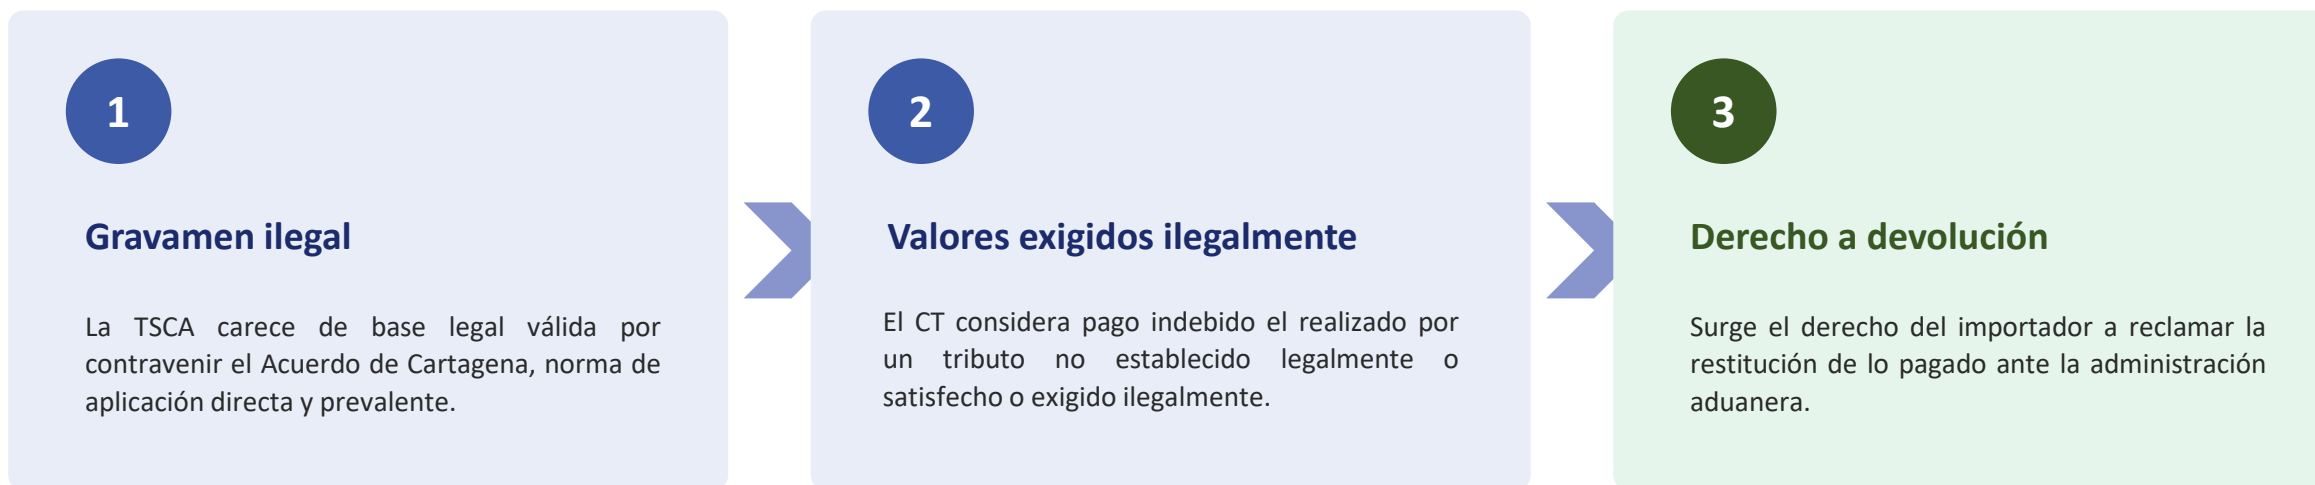 1
Gravamen ilegal
La TSCA carece de base legal válida por
contravenir el Acuerdo de Cartagena, norma de
aplicación directa y prevalente.
2
Valores exigidos ilegalmente
El CT considera pago indebido el realizado por
un tributo no establecido legalmente o
satisfecho o exigido ilegalmente.
3
Derecho a devolución
Surge el derecho del importador a reclamar la
restitución de lo pagado ante la administración
aduanera.